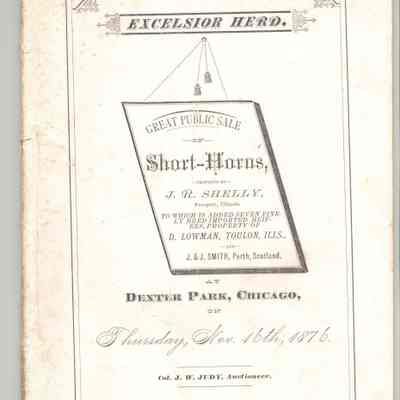 EXCELSIOR HERD.
GREAT PUBLIC SALE
OF
Short-Horns,
J. R. SHELLY,
Illinois
TO WHICH IS ADDED SEVEN FINE-
LY BRED IMPORTED HEIF-
ERS, PROPERTY OF
D. LOWMAN, TOULON, ILLS.
AND
J. & J. SMITH, Perth, Scotland.
AT
DEXTER PARK, CHICAGO,
ON
Thursday, Nov. 16th, 1876.
Col. J. W. JUDY, Auctioneer.